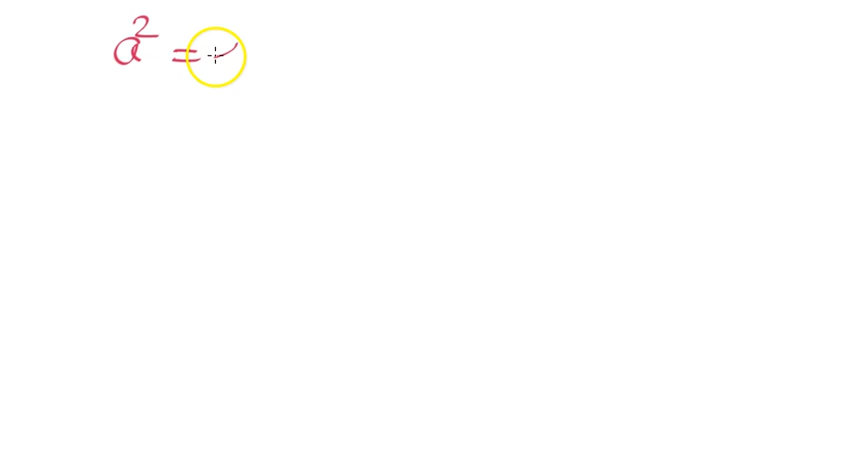 a² =